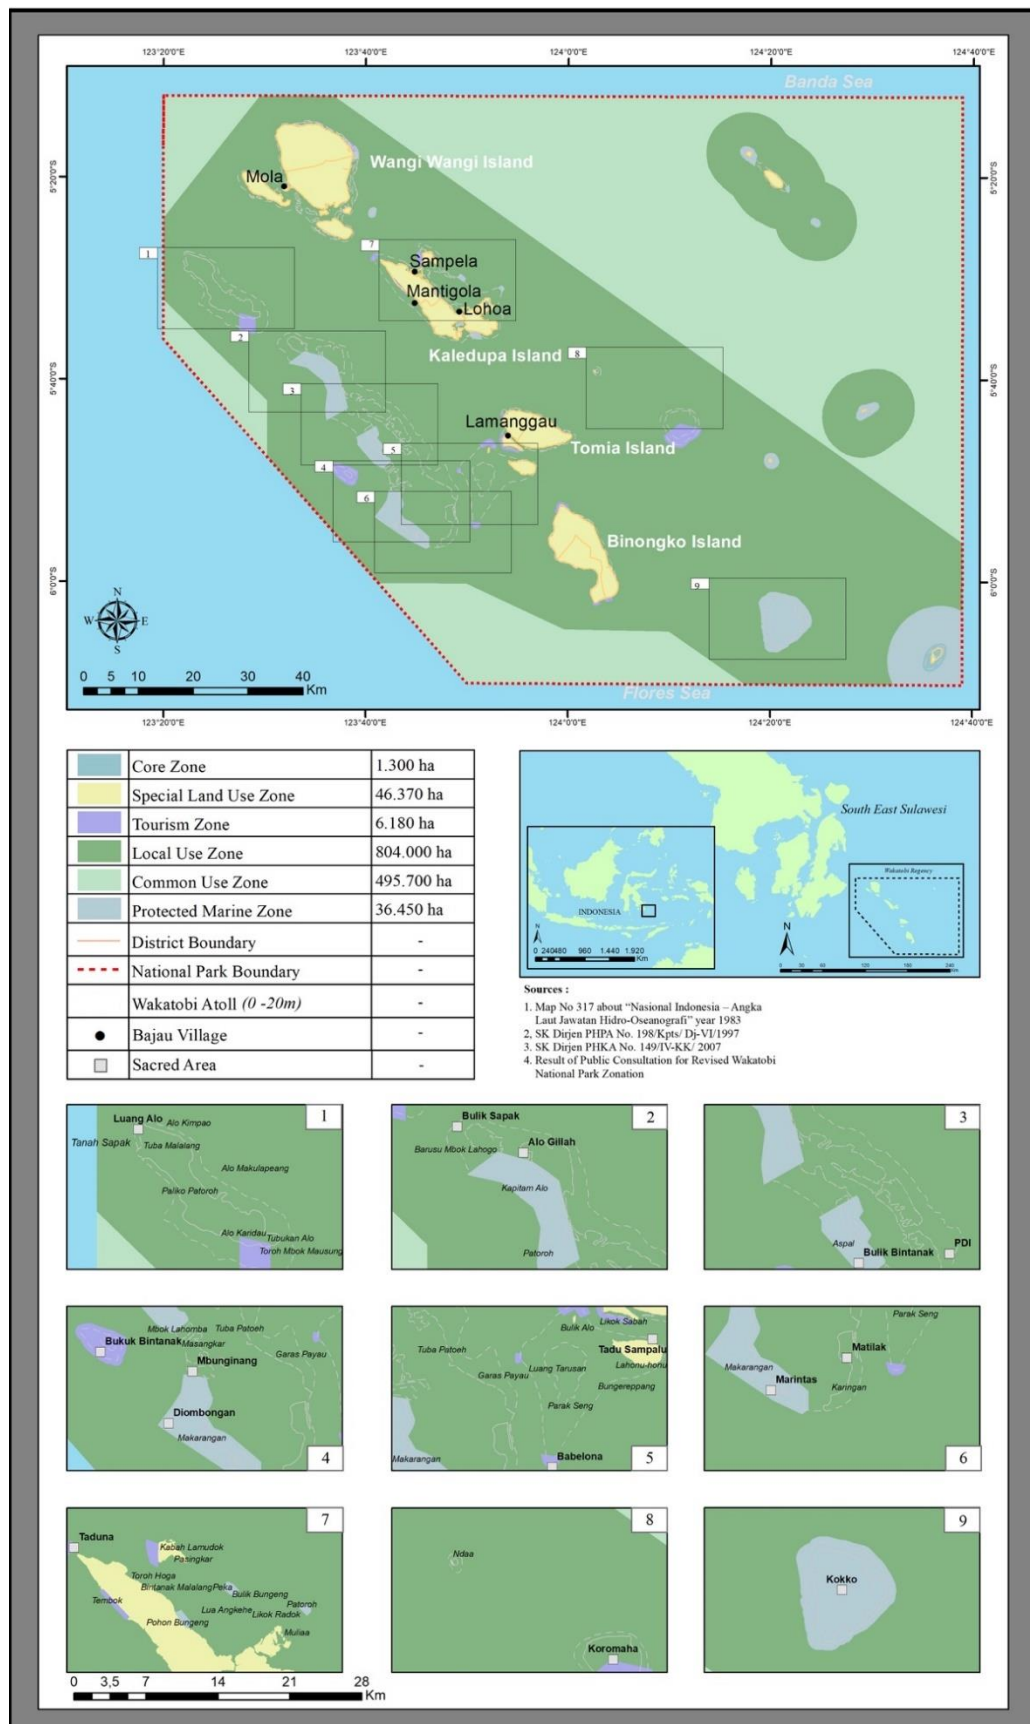 123°20'0"E 123°40'0"E 124°0'0"E 124°20'0"E 124°40'0"E
Banda Sea
Wangi Wangi Island
5°20'0"S Mola 5°20'0"S
1
7
Sampela
Mantigola
Lohoa
2
Kaledupa Island
8
5°40'0"S 5°40'0"S
3
Lamanggau
Tomia Island
5
4
6
Binongko Island
6°0'0"S 9 6°0'0"S
N
W E
S
0 5 10 20 30 40
Km
Flores Sea
123°20'0"E 123°40'0"E 124°0'0"E 124°20'0"E 124°40'0"E
Core Zone 1.300 ha
Special Land Use Zone 46.370 ha
Tourism Zone 6.180 ha
Local Use Zone 804.000 ha
Common Use Zone 495.700 ha
Protected Marine Zone 36.450 ha
District Boundary -
National Park Boundary -
Wakatobi Atoll (0 -20m) -
Bajau Village -
Sacred Area -
South East Sulawesi
Wakatobi Regency
INDONESIA
N
0 240480 960 1.440 1.920
Km
N
Sources :
1. Map No 317 about “Nasional Indonesia – Angka
Laut Jawatan Hidro-Oseanografi” year 1983
2, SK Dirjen PHPA No. 198/Kpts/ Dj-VI/1997
3. SK Dirjen PHKA No. 149/IV-KK/ 2007
4. Result of Public Consultation for Revised Wakatobi
National Park Zonation
1
Luang Alo
Alo Kimpao
Tanah Sapak
Tuba Malalang
Alo Makulapeang
Paliko Patoroh
Alo Karidau
Tubukan Alo
Toroh Mbok Mausung
2
Bulik Sapak
Barusu Mbok Lahogo
Alo Gillah
Kapitam Alo
Patoroh
3
Aspal
PDI
Bulik Bintanak
Mbok Lahomba
Tuba Patoeh
Bukuk Bintanak
Masangkar
Garas Payau
Mbunginang
Diombongan
Makarangan
4
Likok Sabah
Bulik Alo
Tuba Patoeh
Tadu Sampalu
Luang Tarusan
Lahonu-honu
Garas Payau
Bungereppang
Parak Seng
Makarangan
Babelona
5
Parak Seng
Matilak
Makarangan
Marintas
Karingan
6
7
Taduna
Kabah Lamudok
Paningkar
Toroh Hoga
Bintanak Malalang
Peka
Bulik Bungeng
Tembok
Lua Angkehe
Patoroh
Pohon Bungeng
Likok Radok
Muliaa
8
Ndaa
Koromaha
9
Kokko
0 3,5 7 14 21 28
Km